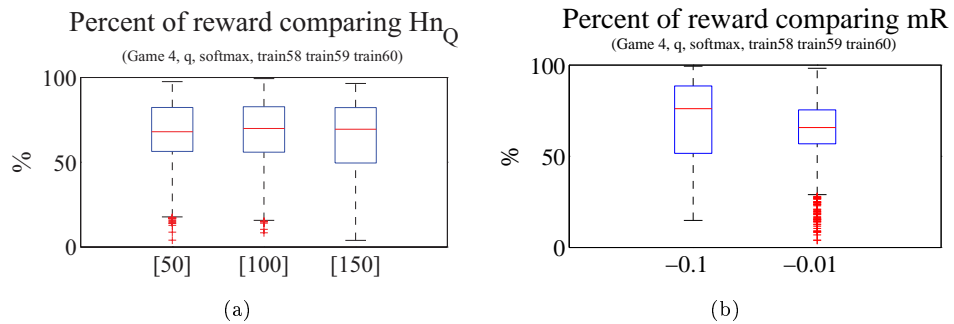 Percent of reward comparing Hn_Q
(Game 4, q, softmax, train58 train59 train60)
100
50
0
%
[50] [100] [150]
(a)
Percent of reward comparing mR
(Game 4, q, softmax, train58 train59 train60)
100
50
0
%
−0.1 −0.01
(b)